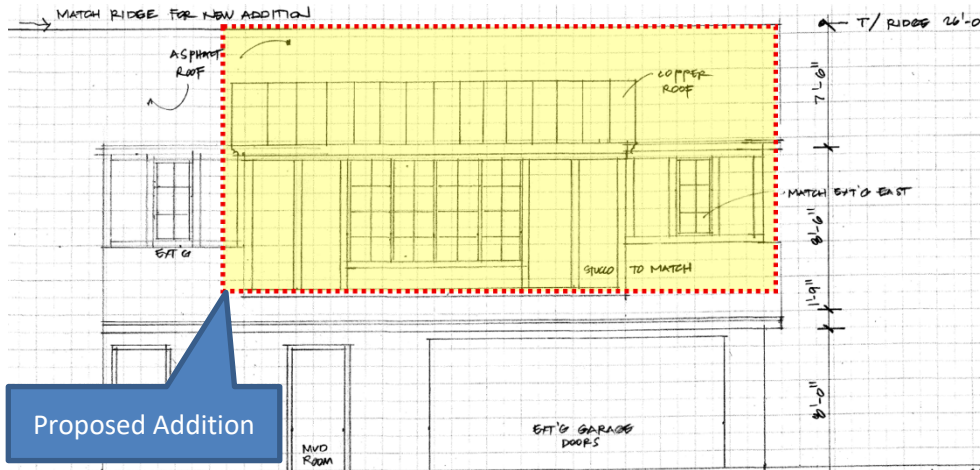 MATCH RIDGE FOR NEW ADDITION
T/ RIDGE 26'-0
ASPHALT
ROOF
COPPER
ROOF
7'-6"
MATCH EXT'G EAST
8'-6"
EXT'G
STUCCO TO MATCH
1'-6"
Proposed Addition
8'-0"
EXT'G GARAGE
DOORS
MUD
ROOM